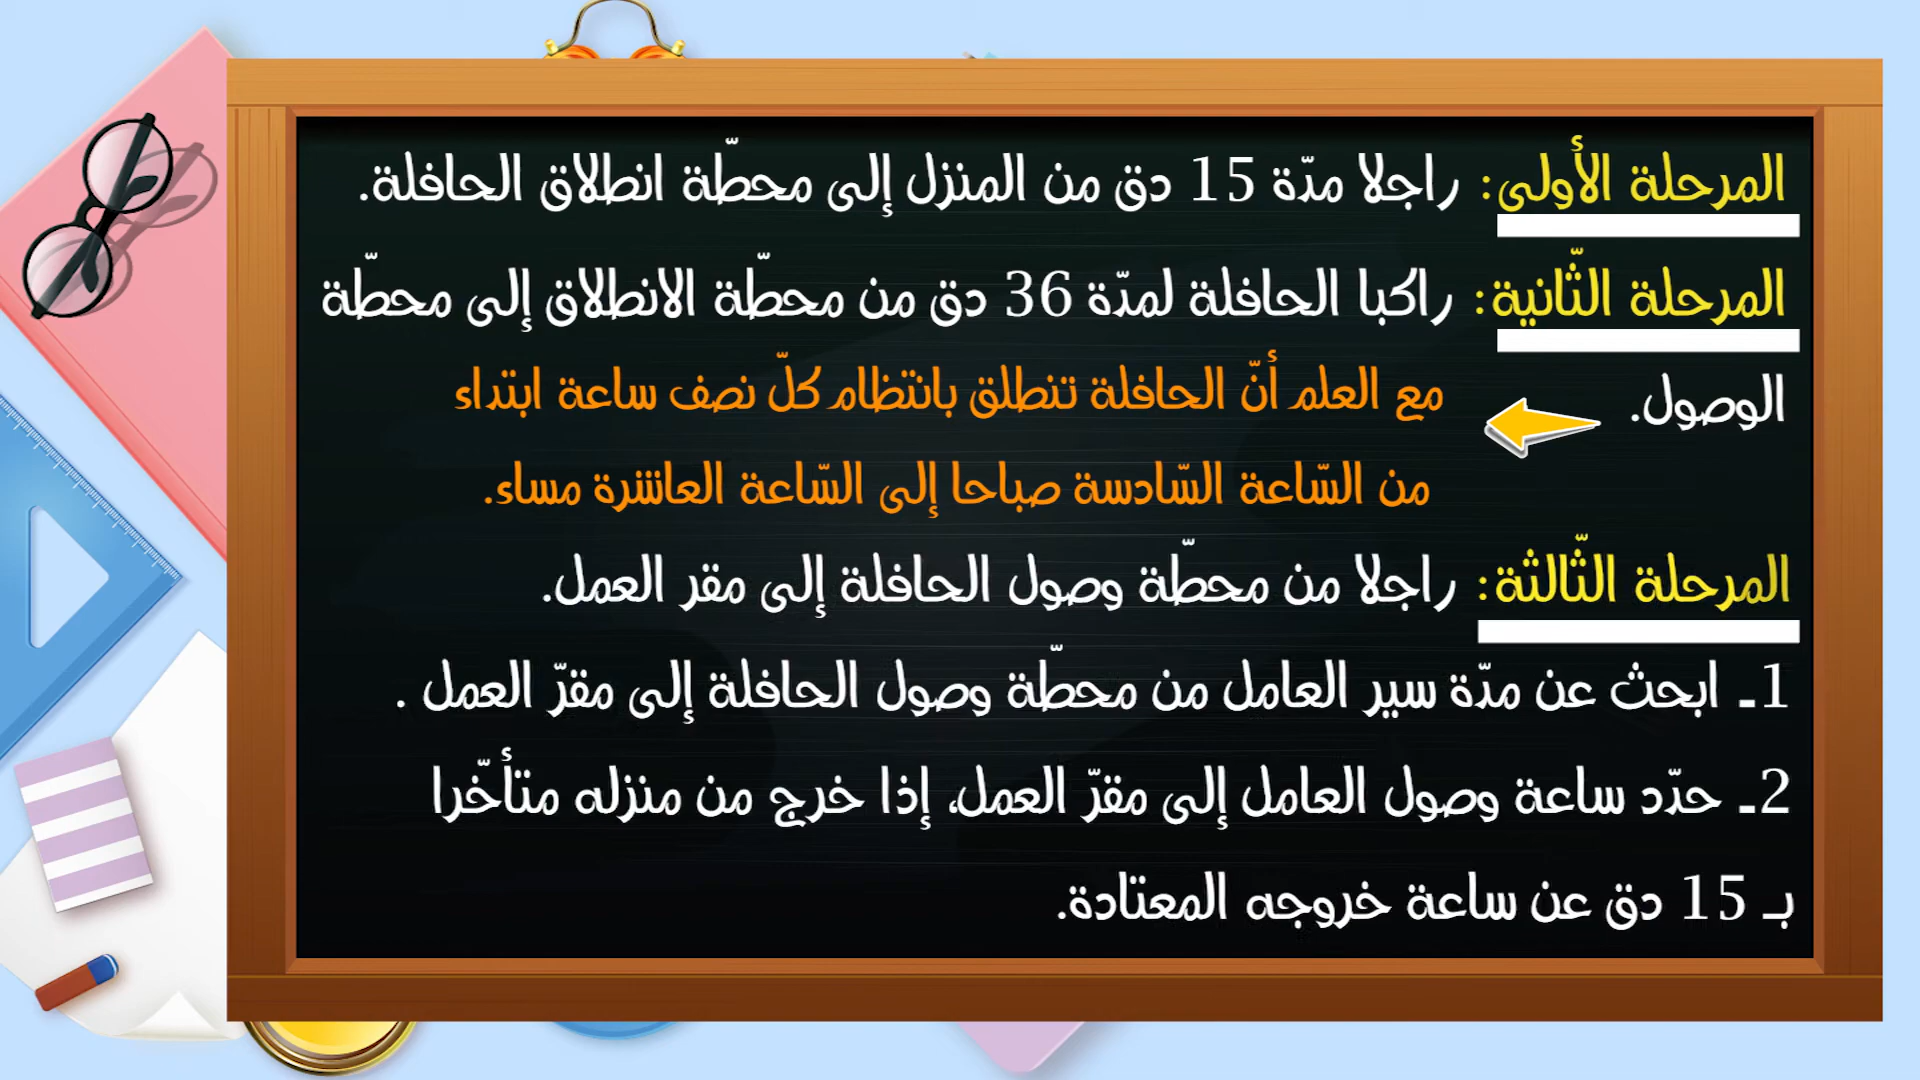 المرحلة الأولى: راجلا مدّة 15 دق من المنزل إلى محطّة انطلاق الحافلة.
المرحلة الثّانية: راكبا الحافلة لمدّة 36 دق من محطّة الانطلاق إلى محطّة
الوصول. مع العلم أنّ الحافلة تنطلق بانتظام كلّ نصف ساعة ابتداء
من السّاعة السّادسة صباحا إلى السّاعة العاشرة مساء.
المرحلة الثّالثة: راجلا من محطّة وصول الحافلة إلى مقر العمل.
1ـ ابحث عن مدّة سير العامل من محطّة وصول الحافلة إلى مقرّ العمل .
2ـ حدّد ساعة وصول العامل إلى مقرّ العمل، إذا خرج من منزله متأخّرا
بـ 15 دق عن ساعة خروجه المعتادة.